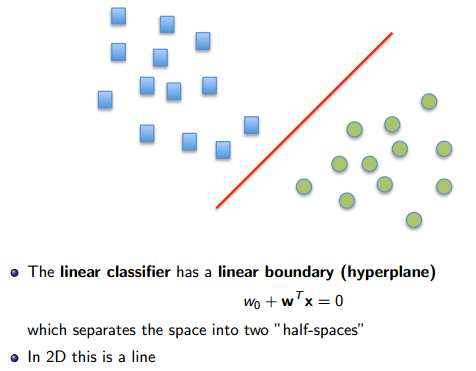 The linear classifier has a linear boundary (hyperplane)
w₀ + wᵀx = 0
which separates the space into two "half-spaces"
In 2D this is a line